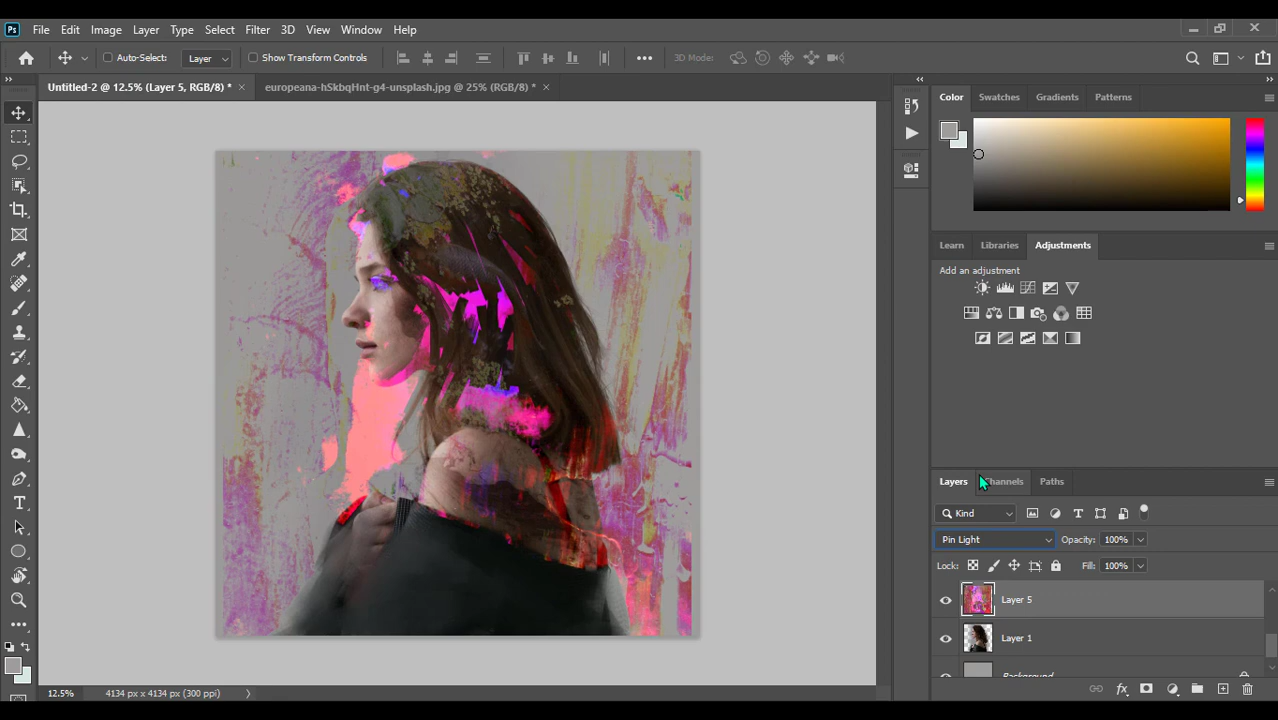 Ps File Edit Image Layer Type Select Filter 3D View Window Help
Auto-Select: Layer Show Transform Controls 3D Mode:
Untitled-2 @ 12.5% (Layer 5, RGB/8) * europeana-hSkbqHnt-g4-unsplash.jpg @ 25% (RGB/8) *
Color Swatches Gradients Patterns
Learn Libraries Adjustments
Add an adjustment
Layers Channels Paths
Kind
Pin Light Opacity: 100%
Lock: Fill: 100%
Layer 5
Layer 1
Background
12.5% 4134 px x 4134 px (300 ppi)